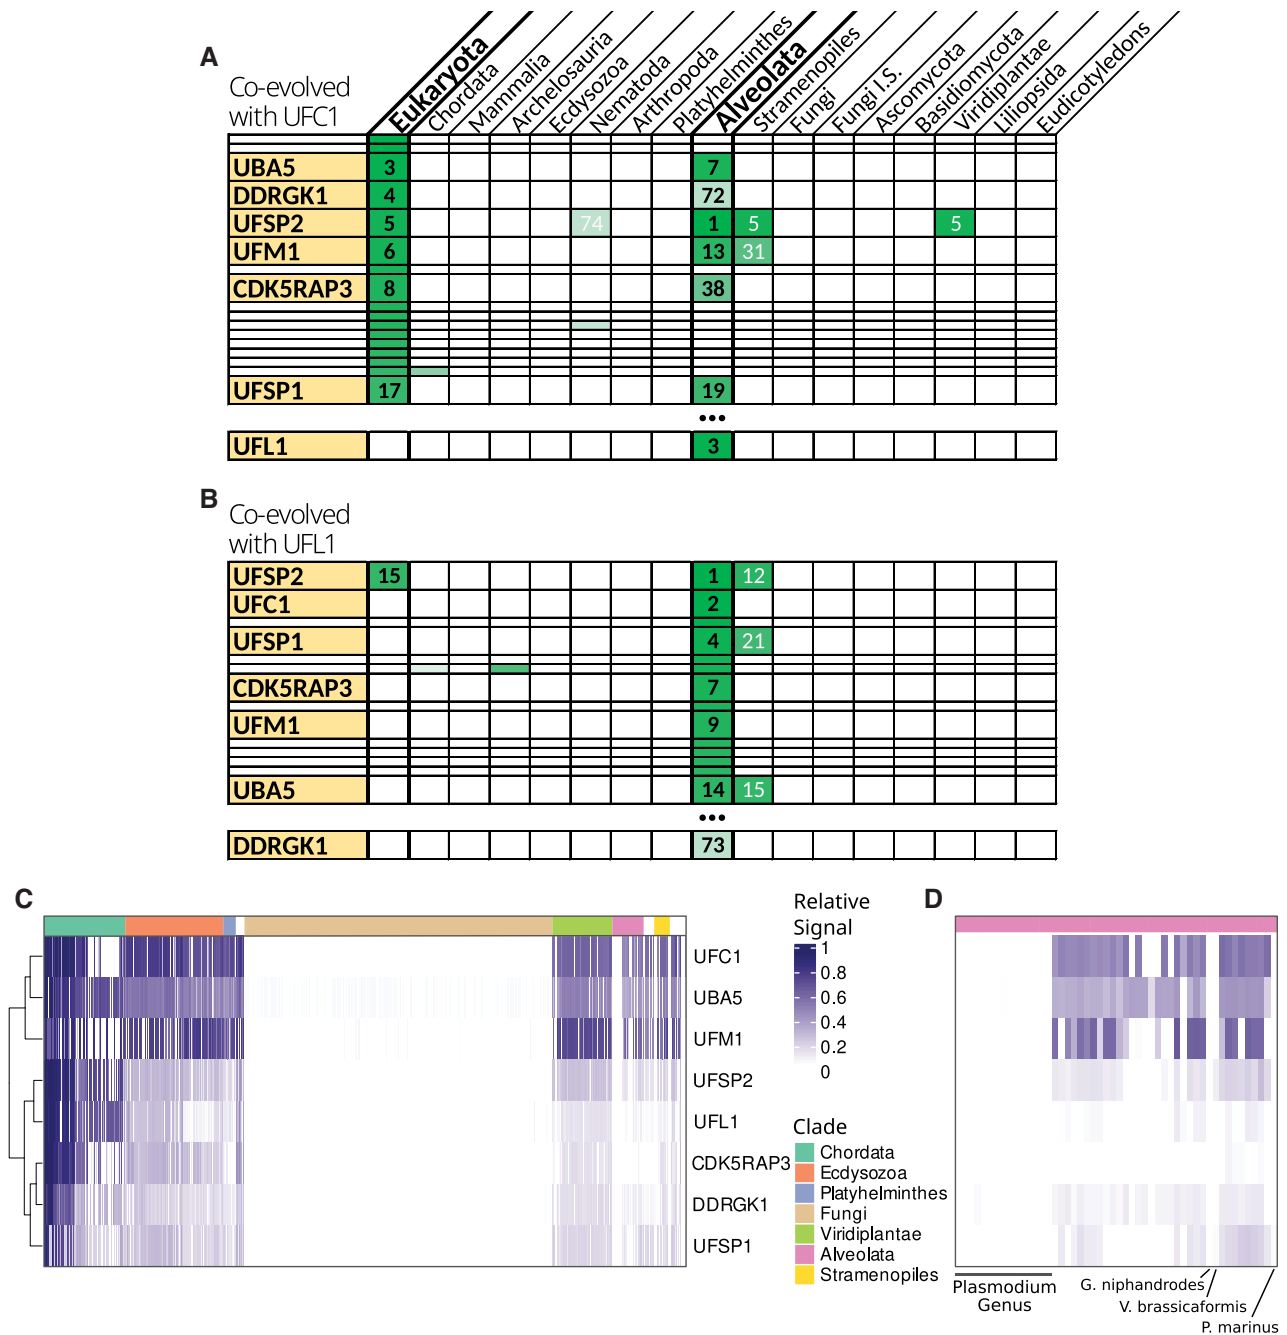 A
Co-evolved
with UFC1
Eukaryota
Chordata
Mammalia
Archelosauria
Ecdysozoa
Nematoda
Arthropoda
Platyhelminthes
Alveolata
Stramenopiles
Fungi
Fungi I.S.
Ascomycota
Basidiomycota
Viridiplantae
Liliopsida
Eudicotyledons
UBA5 3 7
DDRGK1 4 72
UFSP2 5 74 1 5 5
UFM1 6 13 31
CDK5RAP3 8 38
UFSP1 17 19
•••
UFL1 3
B
Co-evolved
with UFL1
UFSP2 15 1 12
UFC1 2
UFSP1 4 21
CDK5RAP3 7
UFM1 9
UBA5 14 15
•••
DDRGK1 73
C
UFC1
UBA5
UFM1
UFSP2
UFL1
CDK5RAP3
DDRGK1
UFSP1
Relative
Signal
1
0.8
0.6
0.4
0.2
0
Clade
Chordata
Ecdysozoa
Platyhelminthes
Fungi
Viridiplantae
Alveolata
Stramenopiles
D
Plasmodium
Genus
G. niphandrodes
V. brassicaformis
P. marinus